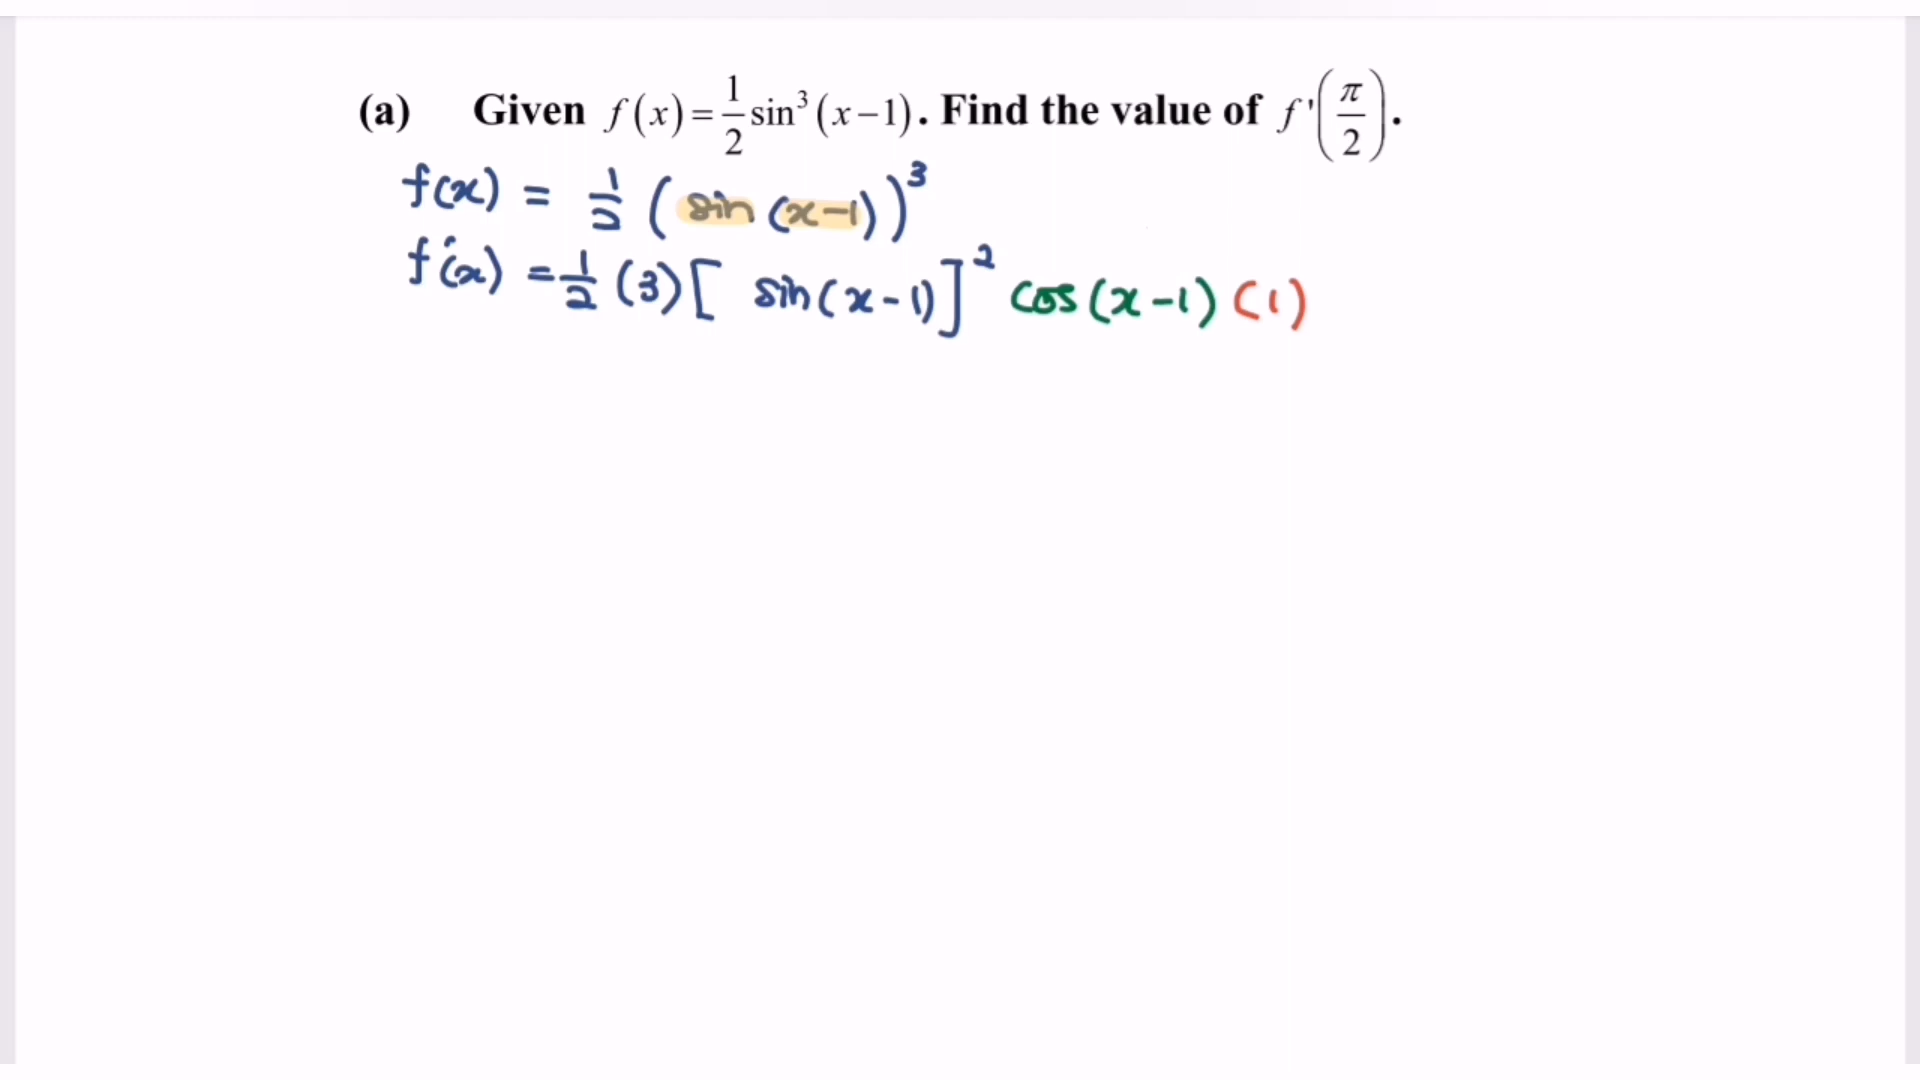 (a) Given f(x) = 1/2 sin³(x−1). Find the value of f'(π/2).
f(x) = 1/2 (sin(x−1))³
f'(x) = 1/2 (3)[sin(x−1)]² cos(x−1)(1)